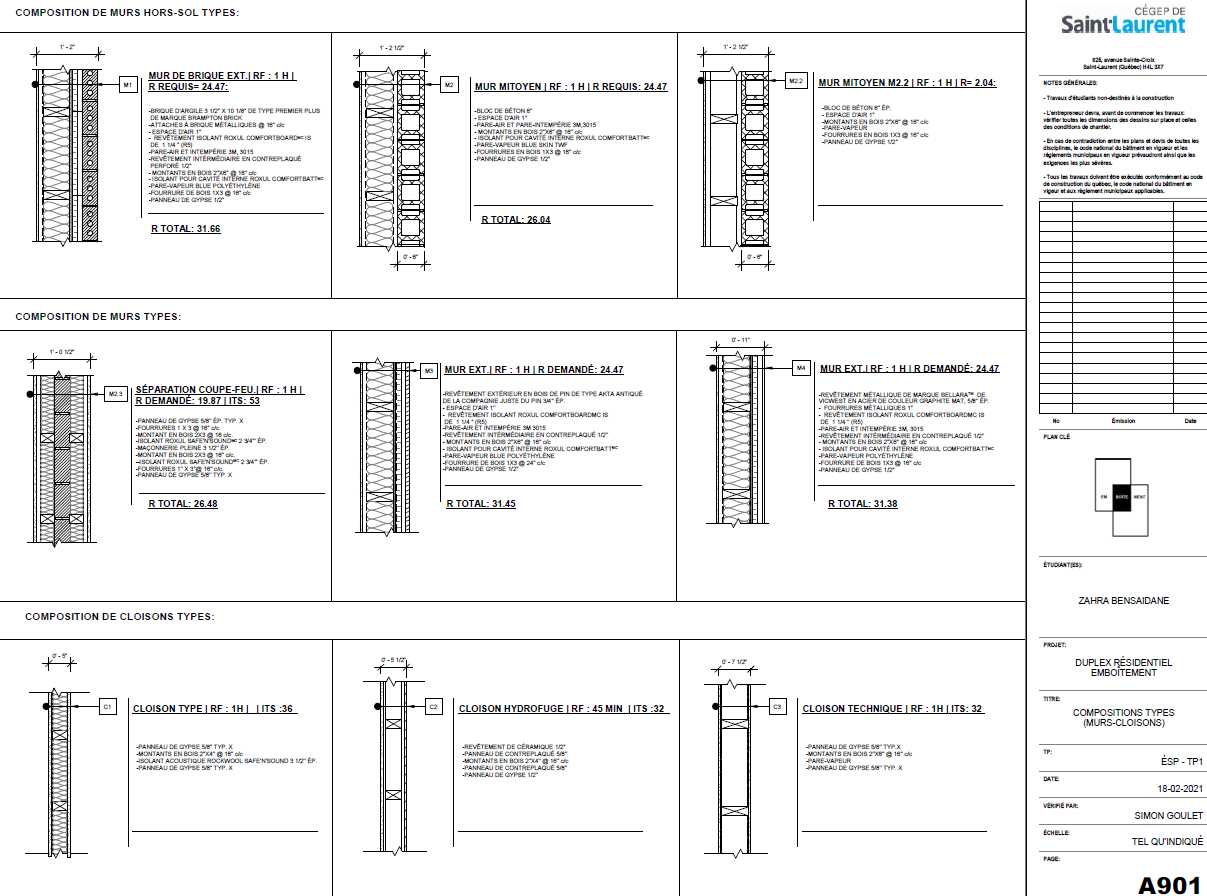 COMPOSITION DE MURS HORS-SOL TYPES:
1' - 2"
M1
MUR DE BRIQUE EXT.| RF : 1 H |
R REQUIS= 24.47:
-BRIQUE D'ARGILE 3 1/2" X 10 1/8" DE TYPE PREMIER PLUS
DE MARQUE BRAMPTON BRICK
-ATTACHES À BRIQUE MÉTALLIQUES @ 16" c/c
- ESPACE D'AIR 1"
- REVÊTEMENT ISOLANT ROXUL COMFORTBOARDMC IS
DE 1 1/4 " (R5)
-PARE-AIR ET INTEMPÉRIE 3M, 3015
-REVÊTEMENT INTÉRMÉDIAIRE EN CONTREPLAQUÉ
PERFORÉ 1/2"
- MONTANTS EN BOIS 2"X6" @ 16" c/c
- ISOLANT POUR CAVITÉ INTERNE ROXUL COMFORTBATTMC
-PARE-VAPEUR BLUE POLYÉTHYLÈNE
-FOURRURE DE BOIS 1X3 @ 16" c/c
-PANNEAU DE GYPSE 1/2"
R TOTAL: 31.66
1' - 2 1/2"
M2
MUR MITOYEN | RF : 1 H | R REQUIS: 24.47
-BLOC DE BÉTON 6"
- ESPACE D'AIR 1"
-PARE-AIR ET PARE-INTEMPÉRIE 3M,3015
- MONTANTS EN BOIS 2"X6" @ 16" c/c
- ISOLANT POUR CAVITÉ INTERNE ROXUL COMFORTBATTMC
-PARE-VAPEUR BLUE SKIN TWF
-FOURRURES EN BOIS 1X3 @ 16" c/c
-PANNEAU DE GYPSE 1/2"
R TOTAL: 26.04
0' - 6"
1' - 2 1/2"
M2.2
MUR MITOYEN M2.2 | RF : 1 H | R= 2.04:
-BLOC DE BÉTON 6" ÉP.
- ESPACE D'AIR 1"
-MONTANTS EN BOIS 2"X6" @ 16" c/c
-PARE-VAPEUR
-FOURRURES EN BOIS 1X3 @ 16" c/c
-PANNEAU DE GYPSE 1/2"
0' - 6"
COMPOSITION DE MURS TYPES:
1' - 0 1/2"
M2.3
SÉPARATION COUPE-FEU.| RF : 1 H |
R DEMANDÉ: 19.87 | ITS: 53
-PANNEAU DE GYPSE 5/8" ÉP. TYP. X
-FOURRURES 1 X 3 @ 16" c/c.
-MONTANT EN BOIS 2X3 @ 16" c/c.
-ISOLANT ROXUL SAFE'N'SOUNDMC 2 3/4"' ÉP.
-MAÇONNERIE PLEINE 3 1/2" ÉP.
-MONTANT EN BOIS 2X3 @ 16" c/c.
-ISOLANT ROXUL SAFE'N'SOUNDMC 2 3/4"' ÉP.
-FOURRURES 1" X 3"@ 16" c/c.
-PANNEAU DE GYPSE 5/8" TYP. X
R TOTAL: 26.48
M3
MUR EXT.| RF : 1 H | R DEMANDÉ: 24.47
-REVÊTEMENT EXTÉRIEUR EN BOIS DE PIN DE TYPE AKTA ANTIQUÉ
DE LA COMPAGNE JUSTE DU PIN 3/4" ÉP.
- ESPACE D'AIR 1"
- REVÊTEMENT ISOLANT ROXUL COMFORTBOARDMC IS
DE 1 1/4 " (R5)
-PARE-AIR ET INTEMPÉRIE 3M, 3015
-REVÊTEMENT INTÉRMÉDIAIRE EN CONTREPLAQUÉ 1/2"
- MONTANTS EN BOIS 2"X6" @ 16" c/c
- ISOLANT POUR CAVITÉ INTERNE ROXUL COMFORTBATTMC
-PARE-VAPEUR BLUE POLYÉTHYLÈNE
-FOURRURE DE BOIS 1X3 @ 24" c/c
-PANNEAU DE GYPSE 1/2"
R TOTAL: 31.45
0' - 11"
M4
MUR EXT.| RF : 1 H | R DEMANDÉ: 24.47
-REVÊTEMENT MÉTALLIQUE DE MARQUE BELLARA™ DE
VICWEST EN ACIER DE COULEUR GRAPHITE MAT, 5/8" ÉP.
- FOURRURES MÉTALLIQUES 1"
- REVÊTEMENT ISOLANT ROXUL COMFORTBOARDMC IS
DE 1 1/4 " (R5)
-PARE-AIR ET INTEMPÉRIE 3M, 3015
-REVÊTEMENT INTÉRMÉDIAIRE EN CONTREPLAQUÉ 1/2"
- MONTANTS EN BOIS 2"X6" @ 16" c/c
- ISOLANT POUR CAVITÉ INTERNE ROXUL COMFORTBATTMC
-PARE-VAPEUR POLYÉTHYLÈNE
-FOURRURE DE BOIS 1X3 @ 16" c/c
-PANNEAU DE GYPSE 1/2"
R TOTAL: 31.38
COMPOSITION DE CLOISONS TYPES:
0' - 5"
C1
CLOISON TYPE | RF : 1H | | ITS :36
-PANNEAU DE GYPSE 5/8" TYP. X
-MONTANTS EN BOIS 2"X4" @ 16" c/c
-ISOLANT ACOUSTIQUE ROCKWOOL SAFE'N'SOUND 3 1/2" ÉP.
-PANNEAU DE GYPSE 5/8" TYP. X
0' - 5 1/2"
C2
CLOISON HYDROFUGE | RF : 45 MIN | ITS :32
-REVÊTEMENT DE CÉRAMIQUE 1/2"
-PANNEAU DE CONTREPLAQUÉ 5/8"
-MONTANTS EN BOIS 2"X4" @ 16" c/c
-PANNEAU DE CONTREPLAQUÉ 5/8"
-PANNEAU DE GYPSE 1/2"
0' - 7 1/2"
C3
CLOISON TECHNIQUE | RF : 1H | ITS: 32
-PANNEAU DE GYPSE 5/8" TYP.X
-MONTANTS EN BOIS 2"X6" @ 16" c/c
-PARE-VAPEUR
-PANNEAU DE GYPSE 5/8" TYP. X
CÉGEP DE
Saint-Laurent
625, avenue Sainte-Croix
Saint-Laurent (Québec) H4L 3X7
NOTES GÉNÉRALES:
- Travaux d'étudiants non-destinés à la construction
- L'entrepreneur devra, avant de commencer les travaux:
vérifier toutes les dimensions des dessins sur place et celles
des conditions de chantier.
- En cas de contradiction entre les plans et devis de toutes les
disciplines, le code national du bâtiment en vigueur et les
règlements municipaux en vigueur prévaudront ainsi que les
exigences les plus sévères.
- Tous les travaux doivent être exécutés conformément au code
de construction du québec, le code national du bâtiment en
vigeur et aux règlement municipaux applicables.
No Émission Date
PLAN CLÉ
EM BOÎTE MENT
ÉTUDIANT(ES):
ZAHRA BENSAIDANE
PROJET:
DUPLEX RÉSIDENTIEL
EMBOÎTEMENT
TITRE:
COMPOSITIONS TYPES
(MURS-CLOISONS)
TP:
ÉSP - TP1
DATE:
18-02-2021
VÉRIFIÉ PAR:
SIMON GOULET
ÉCHELLE:
TEL QU'INDIQUÉ
PAGE:
A901